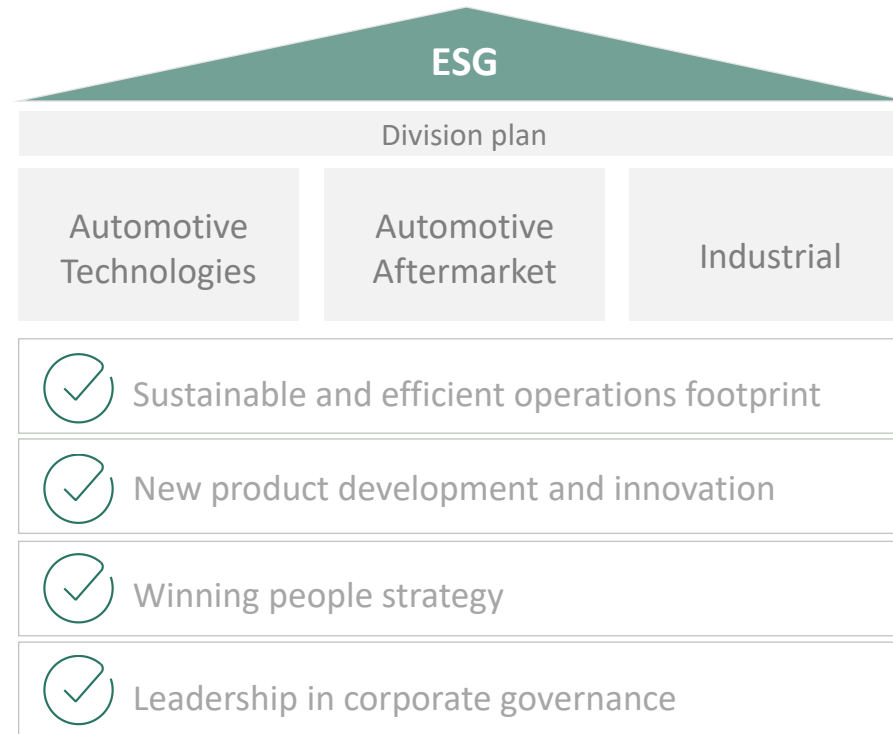 ESG
Division plan
Automotive
Technologies
Automotive
Aftermarket
Industrial
Sustainable and efficient operations footprint
New product development and innovation
Winning people strategy
Leadership in corporate governance